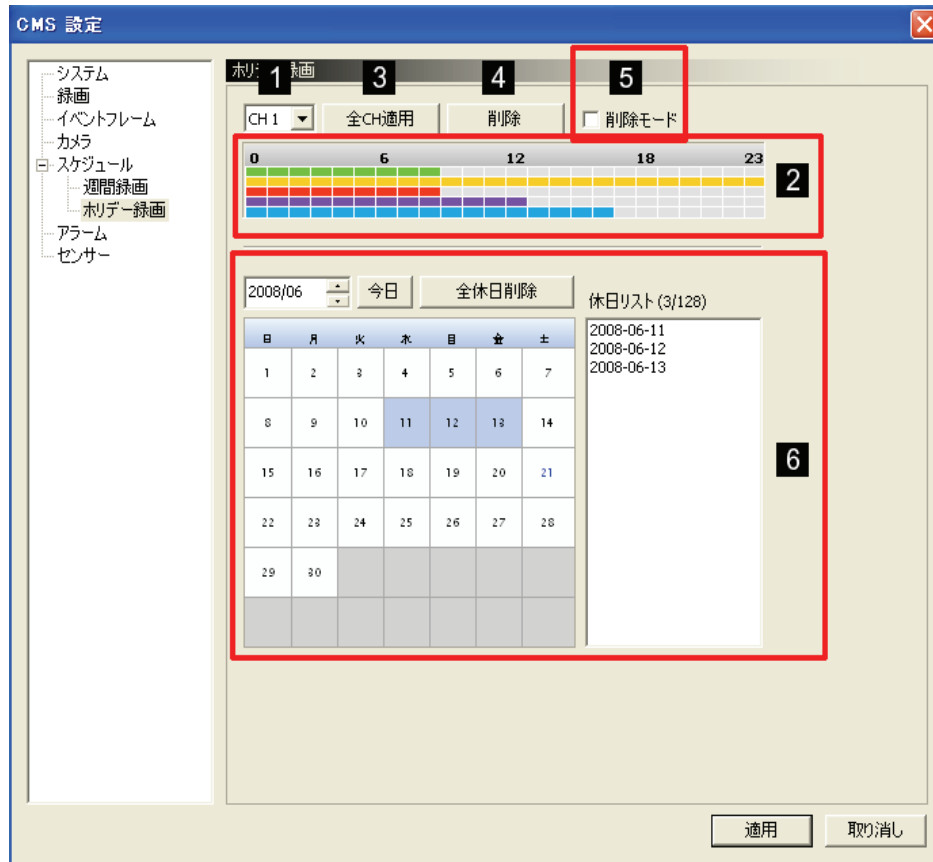 CMS 設定
システム
録画
イベントフレーム
カメラ
スケジュール
週間録画
ホリデー録画
アラーム
センサー
ホリ 録画
1
3
4
5
CH 1
全CH適用
削除
削除モード
0 6 12 18 23
2
2008/06
今日
全休日削除
休日リスト (3/128)
日 月 火 木 目 金 土
1 2 3 4 5 6 7
8 9 10 11 12 13 14
15 16 17 18 19 20 21
22 23 24 25 26 27 28
29 30
2008-06-11
2008-06-12
2008-06-13
6
適用
取り消し